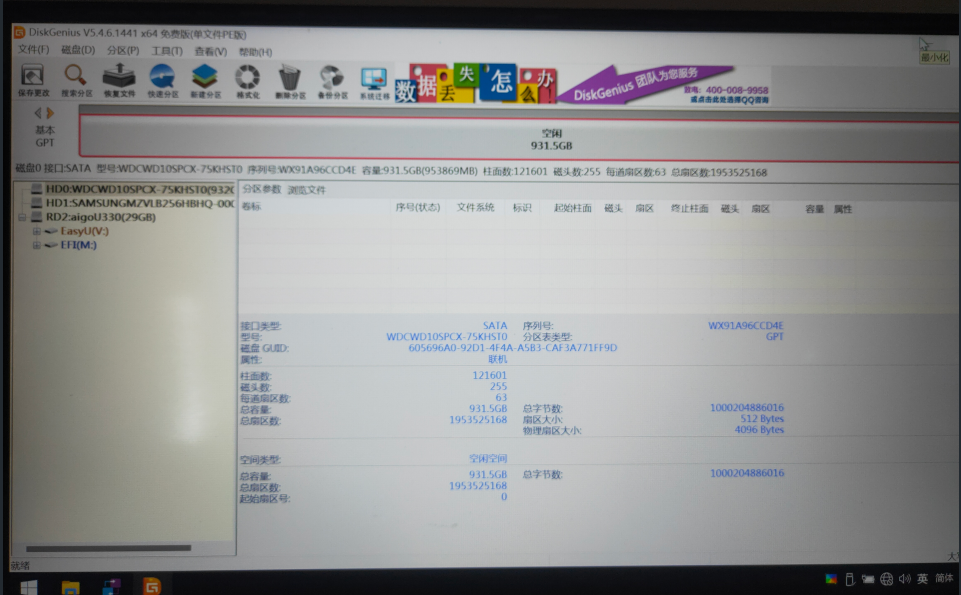 DiskGenius V5.4.6.1441 x64 免费版(单文件PE版)
文件(F) 磁盘(D) 分区(P) 工具(T) 查看(V) 帮助(H)
最小化
保存更改 搜索分区 恢复文件 快速分区 新建分区 格式化 删除分区 备份分区 系统迁移
数据丢失怎么办
DiskGenius 团队为您服务
致电: 400-008-9958
或点击此处选择QQ咨询
基本
GPT
空闲
931.5GB
磁盘0 接口:SATA 型号:WDCWD10SPCX-75KHST0 序列号:WX91A96CCD4E 容量:931.5GB(953869MB) 柱面数:121601 磁头数:255 每道扇区数:63 总扇区数:1953525168
HD0:WDCWD10SPCX-75KHST0(932G
HD1:SAMSUNGMZVLB256HBHQ-000
RD2:aigoU330(29GB)
EasyU(V:)
EFI(M:)
分区参数 浏览文件
卷标 序号(状态) 文件系统 标识 起始柱面 磁头 扇区 终止柱面 磁头 扇区 容量 属性
接口类型: SATA 序列号: WX91A96CCD4E
型号: WDCWD10SPCX-75KHST0 分区表类型: GPT
磁盘 GUID: 605696A0-92D1-4F4A-A5B3-CAF3A771FF9D
属性: 联机
柱面数: 121601
磁头数: 255
每道扇区数: 63
总容量: 931.5GB 总字节数: 1000204886016
总扇区数: 1953525168 扇区大小: 512 Bytes
物理扇区大小: 4096 Bytes
空间类型: 空闲空间
总容量: 931.5GB 总字节数: 1000204886016
总扇区数: 1953525168
起始扇区号: 0
就绪
大
英 简体